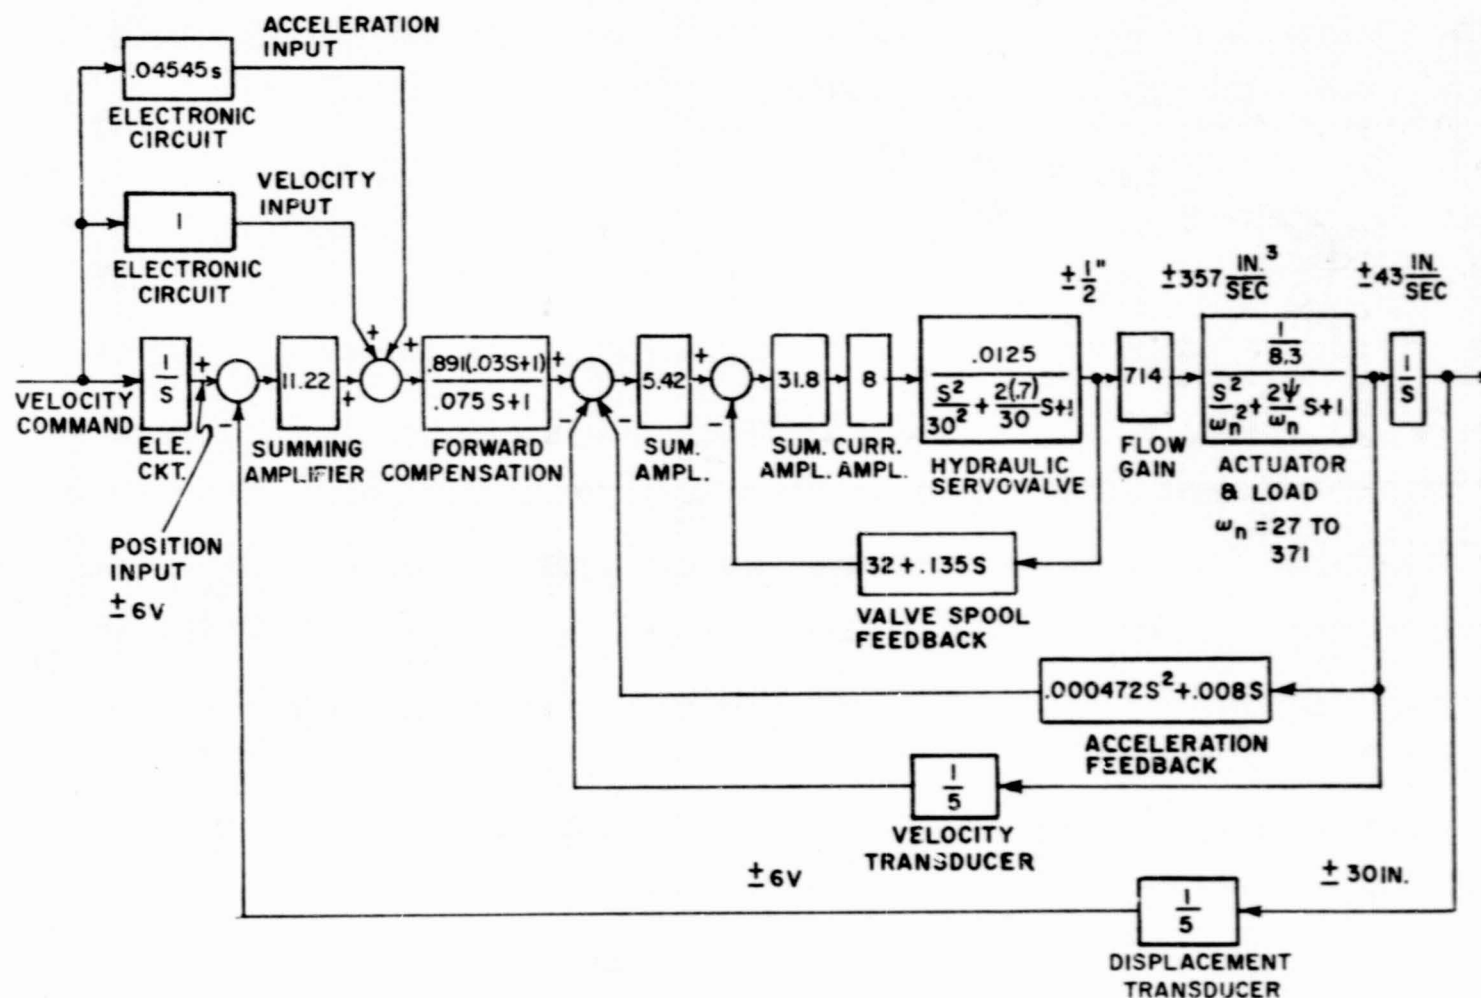 ACCELERATION
INPUT
.04545s
ELECTRONIC
CIRCUIT
VELOCITY
INPUT
1
ELECTRONIC
CIRCUIT
VELOCITY
COMMAND
1
S
ELE.
CKT.
POSITION
INPUT
± 6V
+
-
11.22
SUMMING
AMPLIFIER
+
+
+
+
.891(.03S+1)
.075 S+1
FORWARD
COMPENSATION
+
-
-
5.42
SUM.
AMPL.
+
-
31.8
SUM.
AMPL.
8
CURR.
AMPL.
.0125
S²/30² + 2(.7)/30 S+1
HYDRAULIC
SERVOVALVE
± 1/2"
714
FLOW
GAIN
±357 IN.³/SEC
1/8.3
S²/ωn² + 2ψ/ωn S+1
ACTUATOR
& LOAD
ωn = 27 TO
371
±43 IN./SEC
1
S
32+.135S
VALVE SPOOL
FEEDBACK
.000472S²+.008S
ACCELERATION
FEEDBACK
1
5
VELOCITY
TRANSDUCER
± 6V
± 30 IN.
1
5
DISPLACEMENT
TRANSDUCER